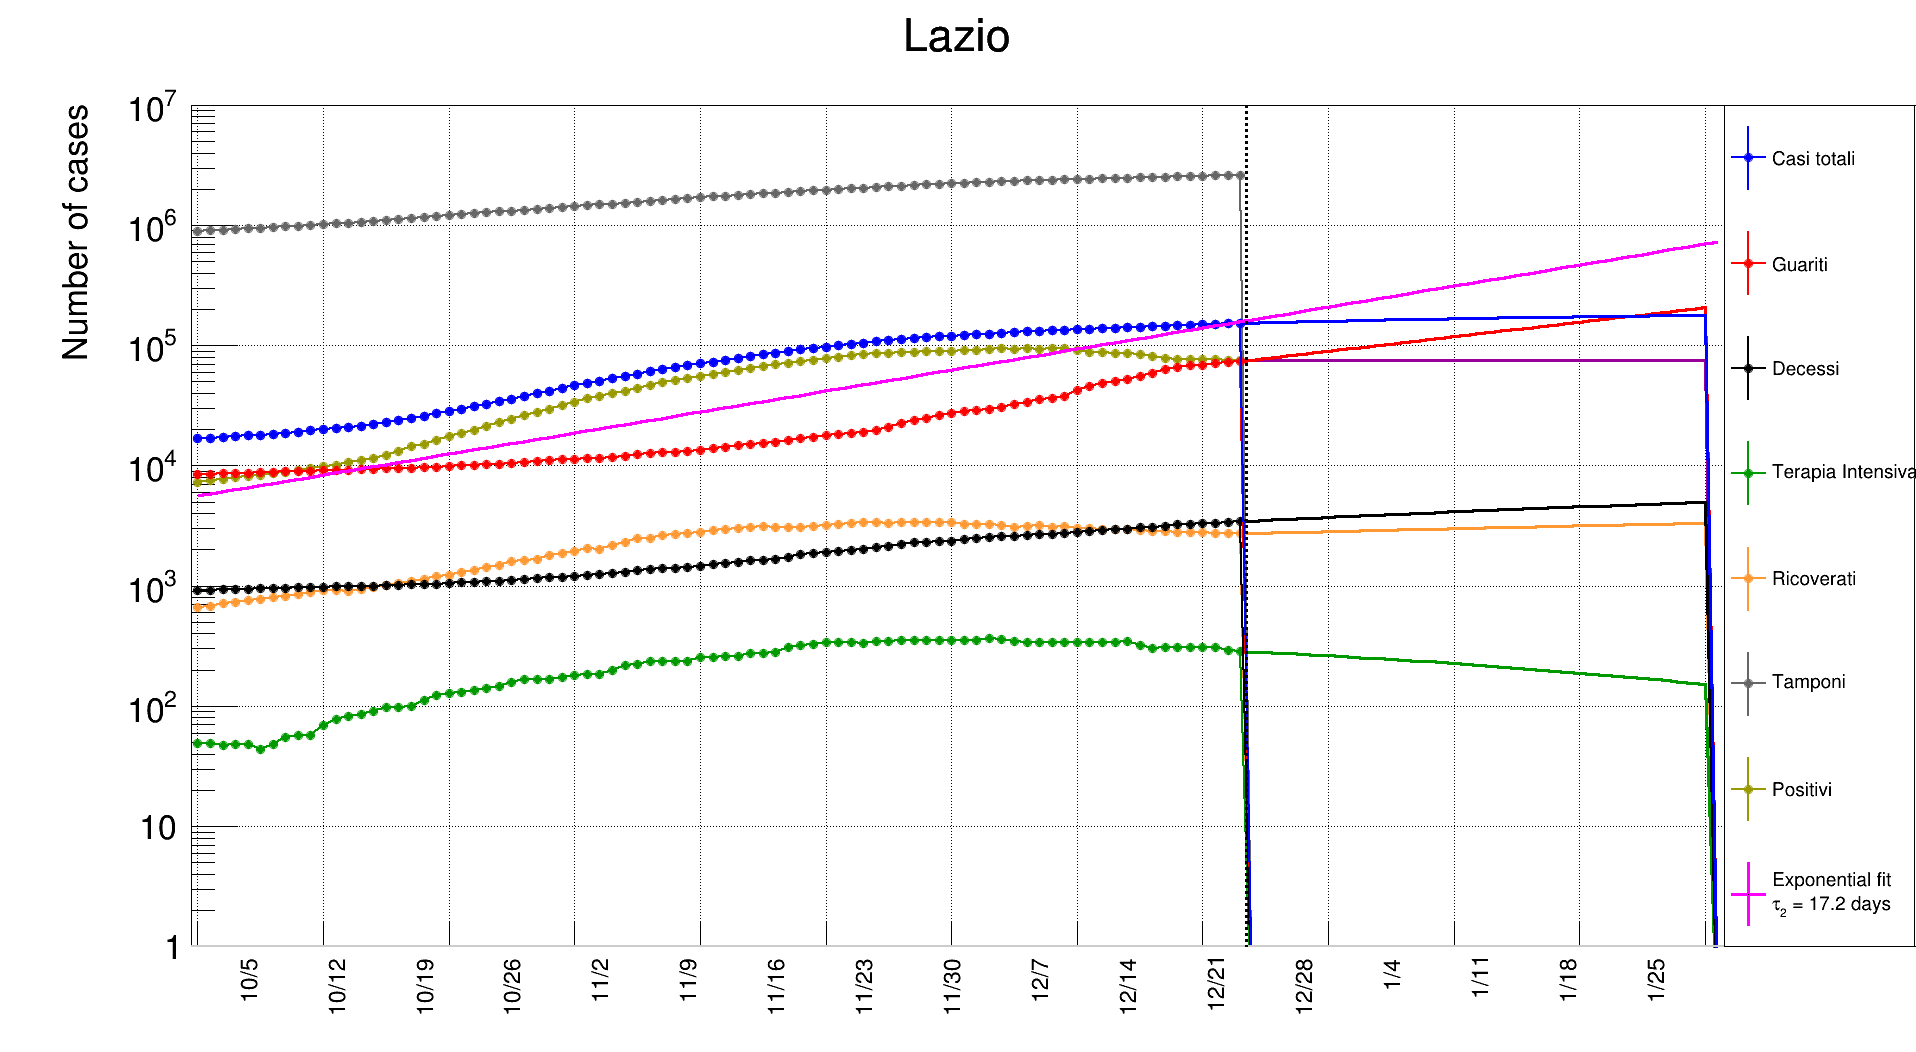 Lazio
Number of cases
10^7
10^6
10^5
10^4
10^3
10^2
10
1
10/5
10/12
10/19
10/26
11/2
11/9
11/16
11/23
11/30
12/7
12/14
12/21
12/28
1/4
1/11
1/18
1/25
Casi totali
Guariti
Decessi
Terapia Intensiva
Ricoverati
Tamponi
Positivi
Exponential fit
τ₂ = 17.2 days